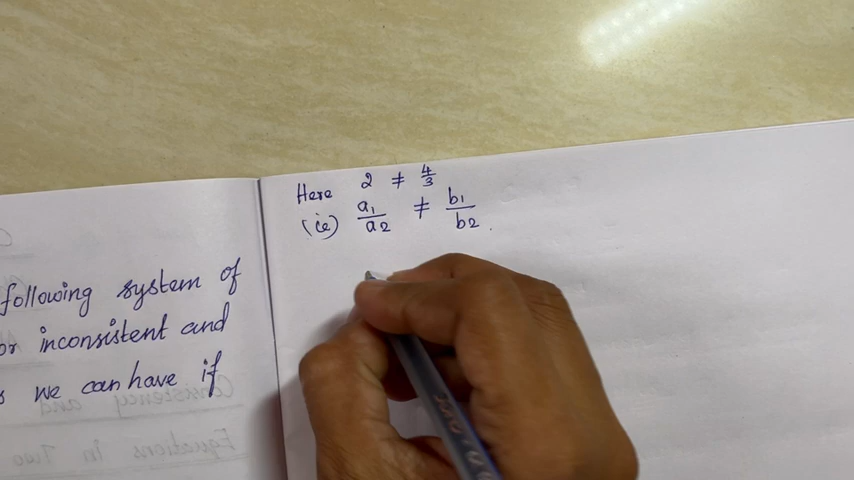 following system of
or inconsistent and
we can have if
Here 2 ≠ 4/3
(ie) a1/a2 ≠ b1/b2.